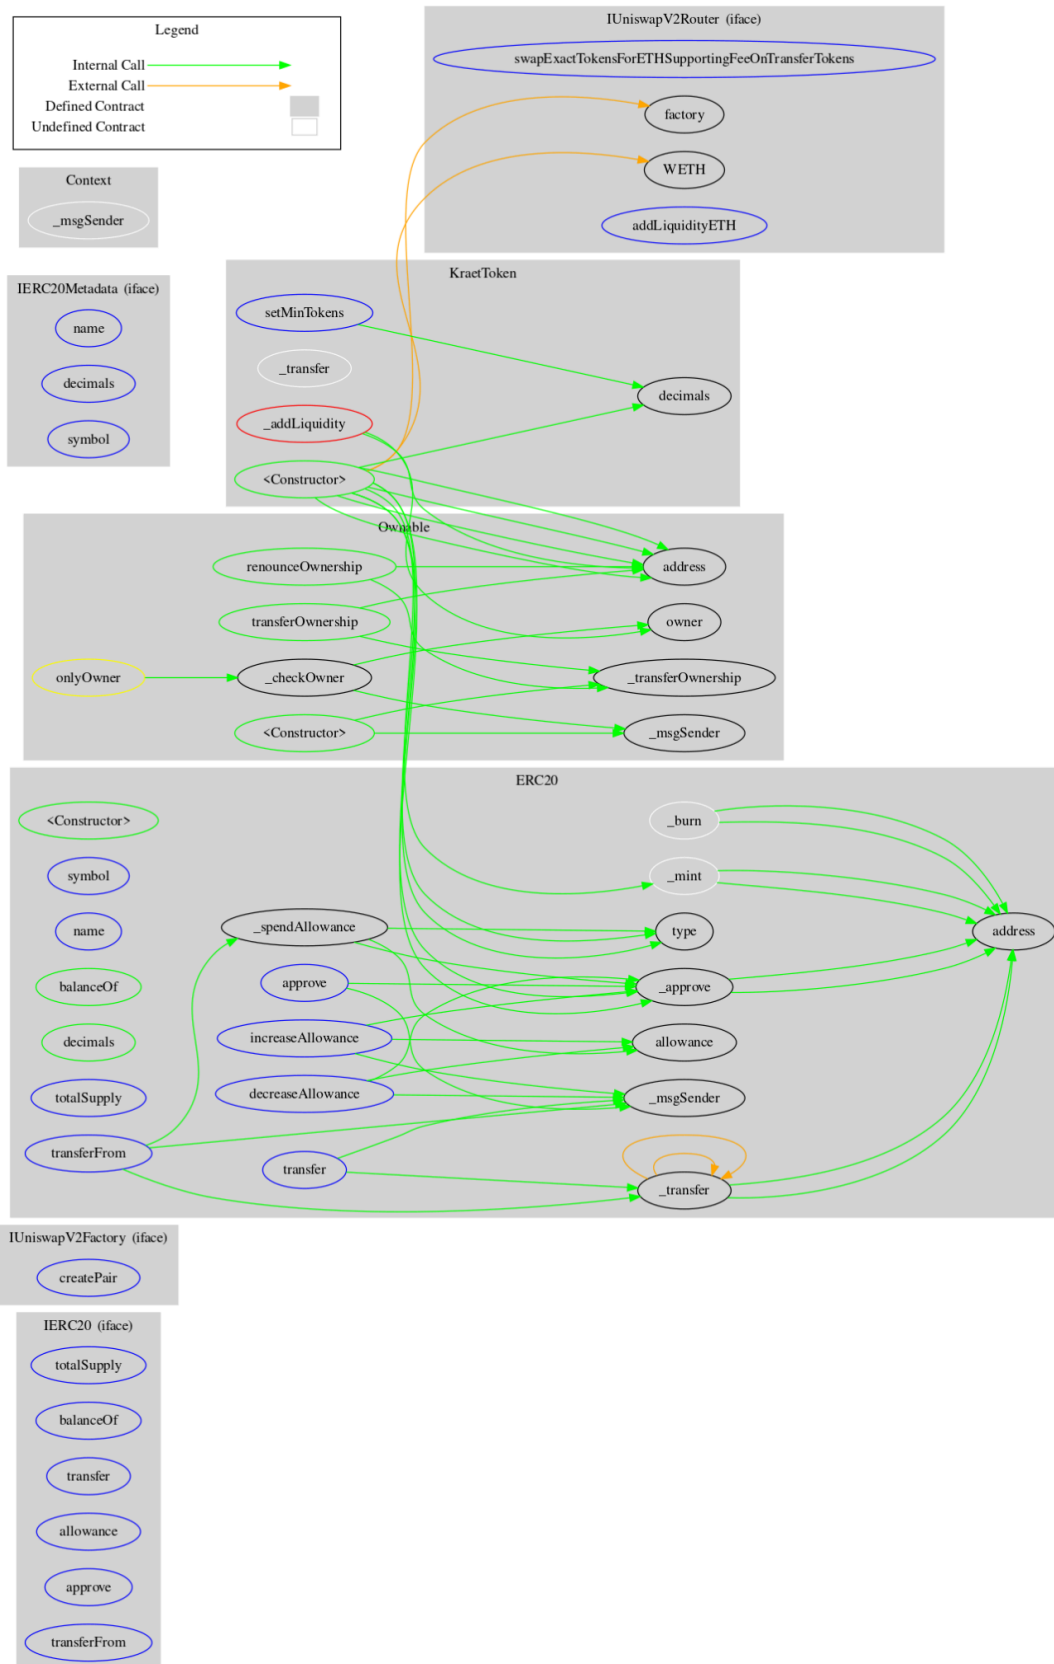 Legend
Internal Call
External Call
Defined Contract
Undefined Contract
IUniswapV2Router (iface)
swapExactTokensForETHSupportingFeeOnTransferTokens
factory
WETH
addLiquidityETH
Context
_msgSender
IERC20Metadata (iface)
name
decimals
symbol
KraetToken
setMinTokens
_transfer
_addLiquidity
<Constructor>
decimals
Ownable
renounceOwnership
transferOwnership
onlyOwner
_checkOwner
<Constructor>
address
owner
_transferOwnership
_msgSender
ERC20
<Constructor>
symbol
name
balanceOf
decimals
totalSupply
transferFrom
_spendAllowance
approve
increaseAllowance
decreaseAllowance
transfer
_burn
_mint
type
_approve
allowance
_msgSender
_transfer
address
IUniswapV2Factory (iface)
createPair
IERC20 (iface)
totalSupply
balanceOf
transfer
allowance
approve
transferFrom